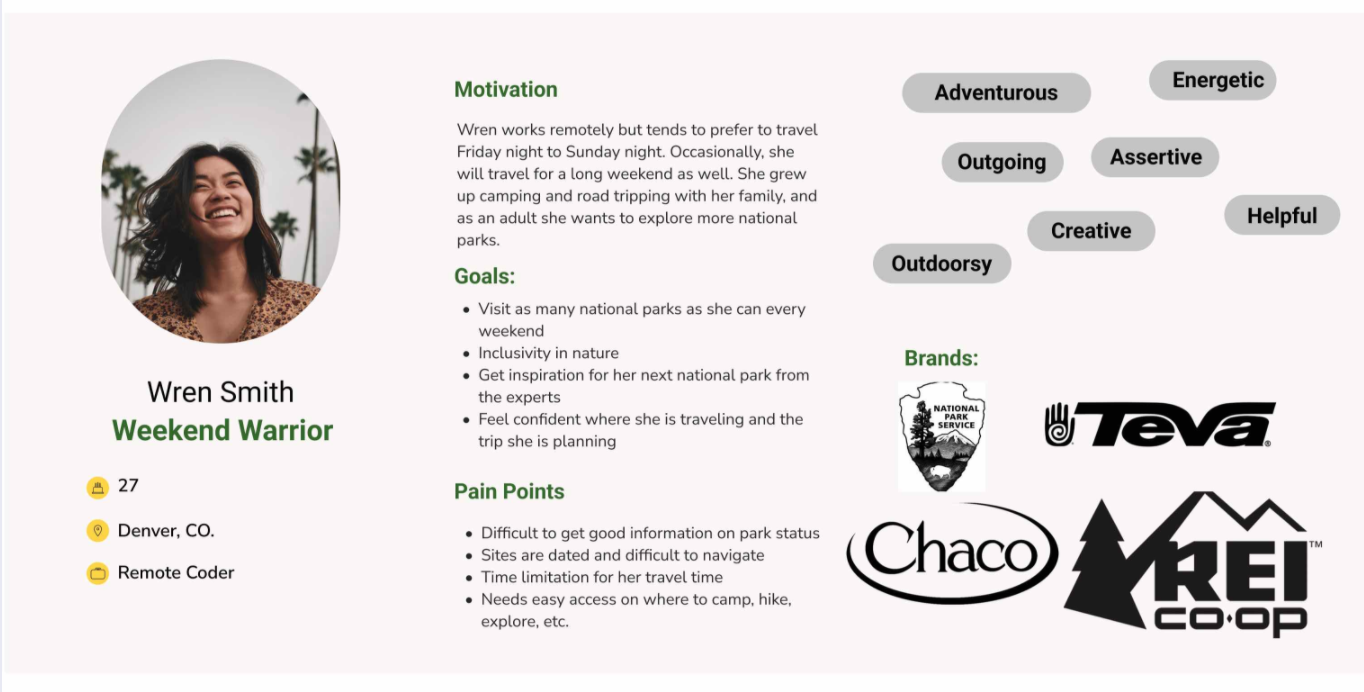 Wren Smith
Weekend Warrior
27
Denver, CO.
Remote Coder
Motivation
Wren works remotely but tends to prefer to travel
Friday night to Sunday night. Occasionally, she
will travel for a long weekend as well. She grew
up camping and road tripping with her family, and
as an adult she wants to explore more national
parks.
Goals:
• Visit as many national parks as she can every
weekend
• Inclusivity in nature
• Get inspiration for her next national park from
the experts
• Feel confident where she is traveling and the
trip she is planning
Pain Points
• Difficult to get good information on park status
• Sites are dated and difficult to navigate
• Time limitation for her travel time
• Needs easy access on where to camp, hike,
explore, etc.
Adventurous
Energetic
Outgoing
Assertive
Helpful
Creative
Outdoorsy
Brands:
NATIONAL
PARK
SERVICE
Teva®
Chaco
REI™
co·op